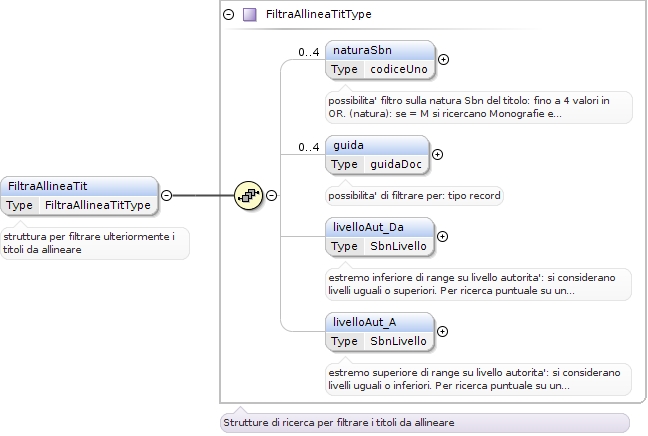 FiltraAllineaTitType
0..4
naturaSbn
Type codiceUno
possibilita' filtro sulla natura Sbn del titolo: fino a 4 valori in
OR. (natura): se = M si ricercano Monografie e...
0..4
guida
Type guidaDoc
possibilita' di filtrare per: tipo record
FiltraAllineaTit
Type FiltraAllineaTitType
struttura per filtrare ulteriormente i
titoli da allineare
livelloAut_Da
Type SbnLivello
estremo inferiore di range su livello autorita': si considerano
livelli uguali o superiori. Per ricerca puntuale su un...
livelloAut_A
Type SbnLivello
estremo superiore di range su livello autorita': si considerano
livelli uguali o inferiori. Per ricerca puntuale su un...
Strutture di ricerca per filtrare i titoli da allineare